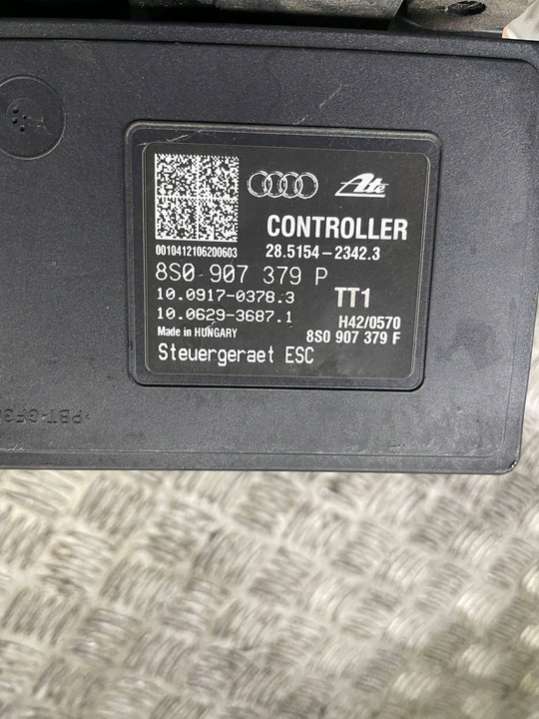 Ate
CONTROLLER
0010412106200603
28.5154-2342.3
8S0 907 379 P
10.0917-0378.3 TT1
10.0629-3687.1 H42/0570
Made in HUNGARY 8S0 907 379 F
Steuergeraet ESC